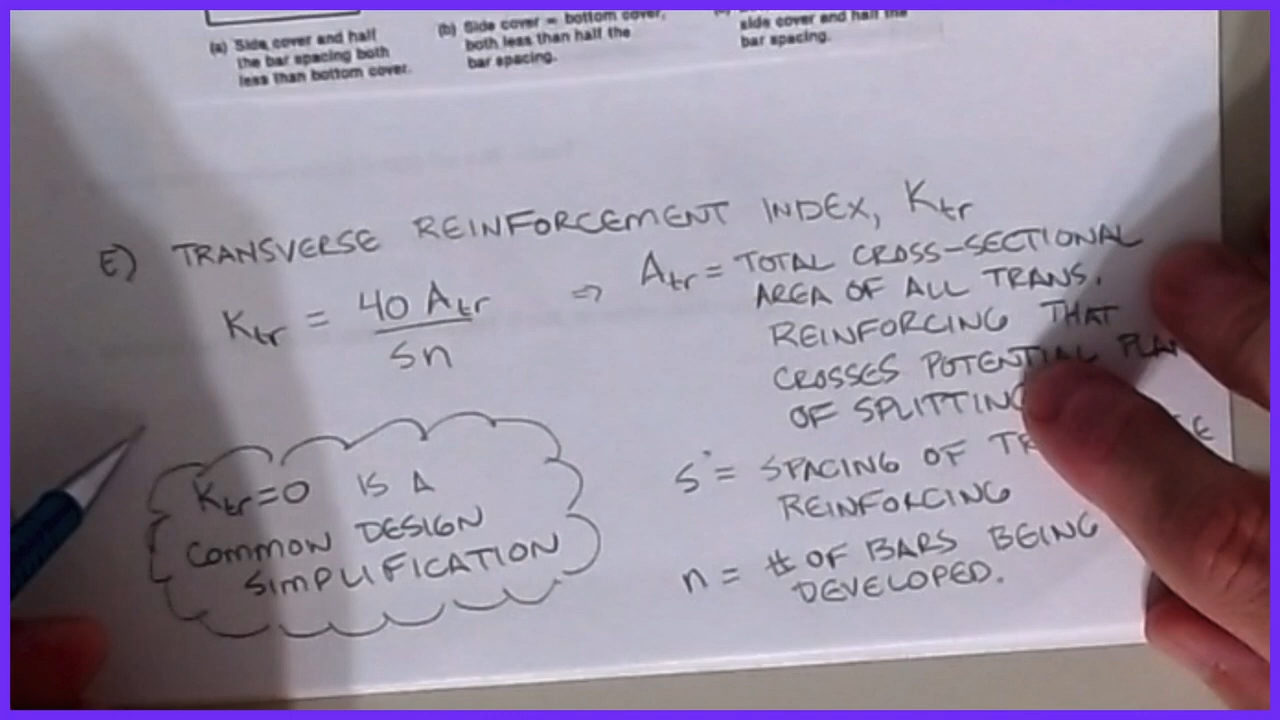 (a) Side cover and half
the bar spacing both
less than bottom cover.
(b) Side cover = bottom cover,
both less than half the
bar spacing.
side cover and half the
bar spacing.
E) TRANSVERSE REINFORCEMENT INDEX, Ktr
Ktr = 40 Atr / sn
⇒ Atr = TOTAL CROSS-SECTIONAL
AREA OF ALL TRANS.
REINFORCING THAT
CROSSES POTENTIAL
OF SPLITTING
s = SPACING OF
REINFORCING
n = # OF BARS BEING
DEVELOPED.
Ktr=0 IS A
COMMON DESIGN
SIMPLIFICATION